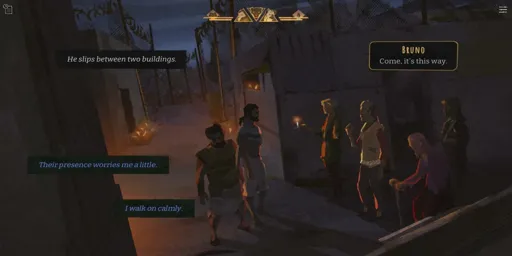 He slips between two buildings.
BRUNO
Come, it's this way.
Their presence worries me a little.
I walk on calmly.